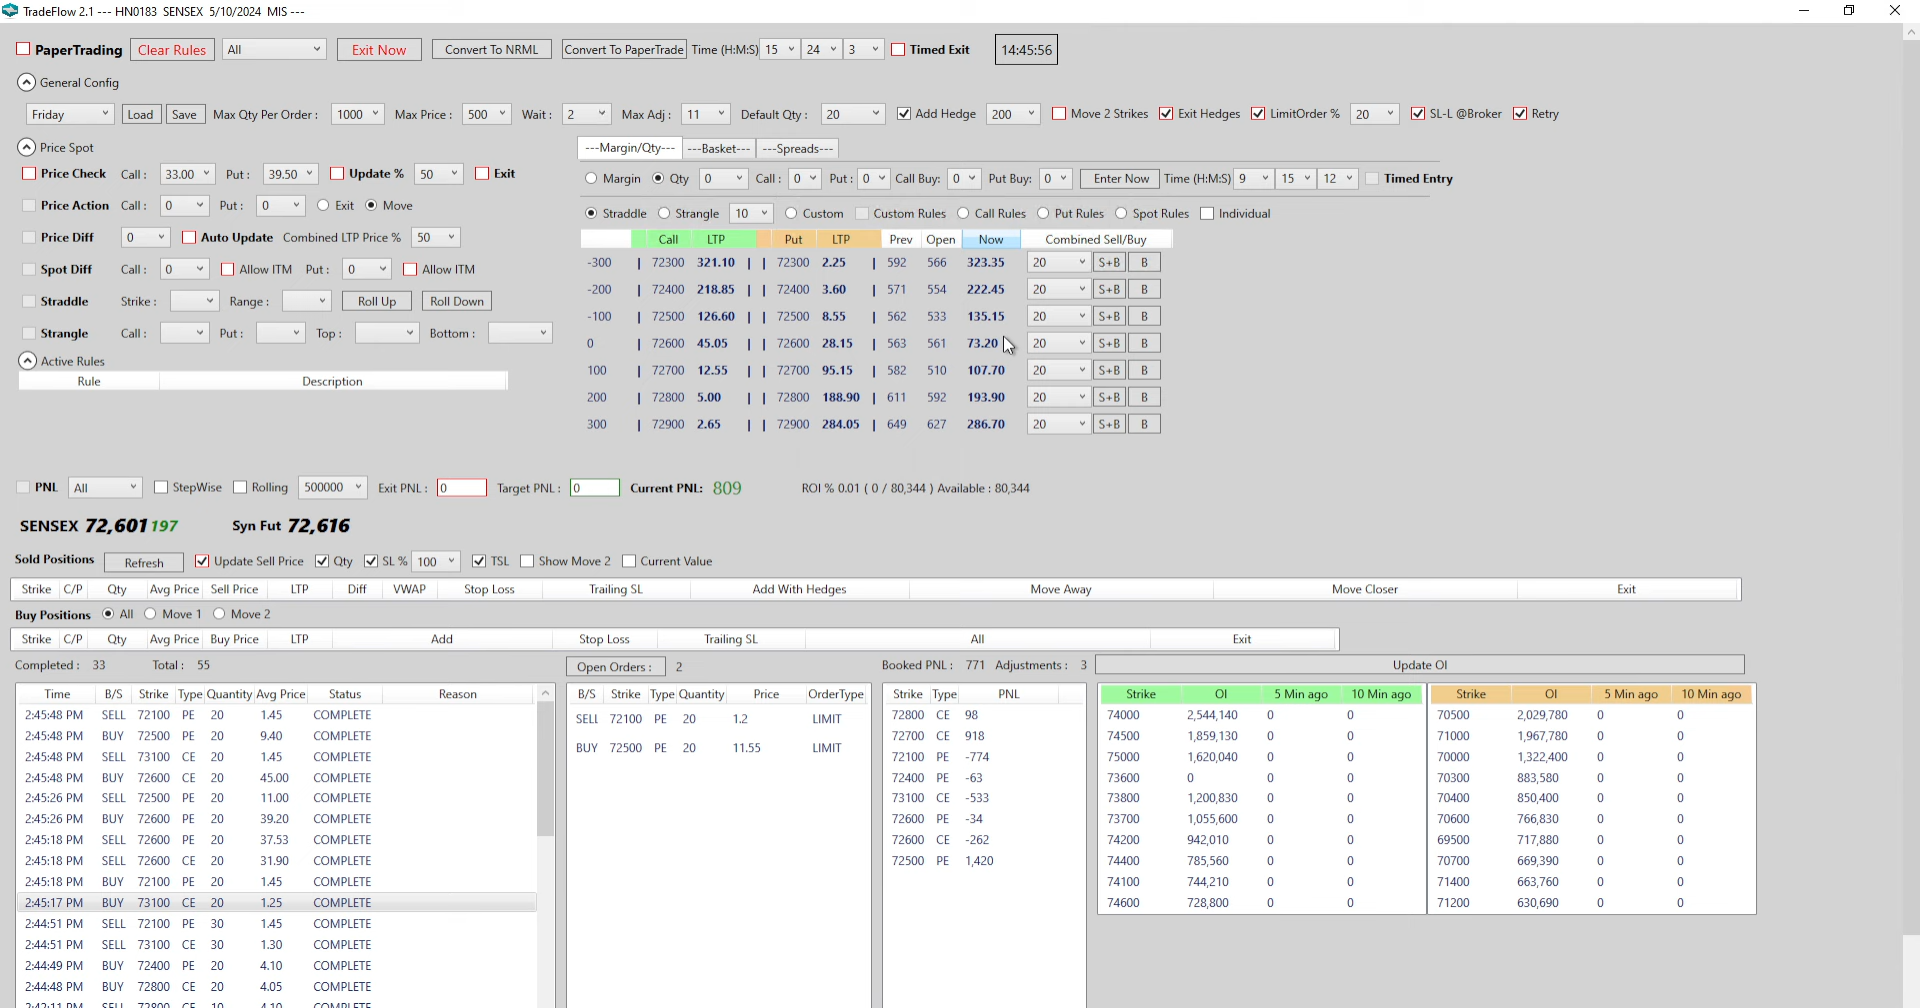 TradeFlow 2.1 --- HN0183 SENSEX 5/10/2024 MIS ---
PaperTrading Clear Rules All Exit Now Convert To NRML Convert To PaperTrade Time (H:M:S) 15 24 3 Timed Exit 14:45:56
General Config
Friday Load Save Max Qty Per Order : 1000 Max Price : 500 Wait : 2 Max Adj : 11 Default Qty : 20 Add Hedge 200 Move 2 Strikes Exit Hedges LimitOrder % 20 SL-L @Broker Retry
Price Spot ---Margin/Qty--- ---Basket--- ---Spreads---
Price Check Call : 33.00 Put : 39.50 Update % 50 Exit Margin Qty 0 Call : 0 Put : 0 Call Buy : 0 Put Buy : 0 Enter Now Time (H:M:S) 9 15 12 Timed Entry
Price Action Call : 0 Put : 0 Exit Move Straddle Strangle 10 Custom Custom Rules Call Rules Put Rules Spot Rules Individual
Price Diff 0 Auto Update Combined LTP Price % 50 Call LTP Put LTP Prev Open Now Combined Sell/Buy
Spot Diff Call : 0 Allow ITM Put : 0 Allow ITM -300 | 72300 321.10 | | 72300 2.25 | 592 566 323.35 20 S+B B
-200 | 72400 218.85 | | 72400 3.60 | 571 554 222.45 20 S+B B
Straddle Strike : Range : Roll Up Roll Down -100 | 72500 126.60 | | 72500 8.55 | 562 533 135.15 20 S+B B
Strangle Call : Put : Top : Bottom : 0 | 72600 45.05 | | 72600 28.15 | 563 561 73.20 20 S+B B
Active Rules 100 | 72700 12.55 | | 72700 95.15 | 582 510 107.70 20 S+B B
Rule Description 200 | 72800 5.00 | | 72800 188.90 | 611 592 193.90 20 S+B B
300 | 72900 2.65 | | 72900 284.05 | 649 627 286.70 20 S+B B
PNL All StepWise Rolling 500000 Exit PNL : 0 Target PNL : 0 Current PNL: 809 ROI % 0.01 ( 0 / 80,344 ) Available : 80,344
SENSEX 72,601 197 Syn Fut 72,616
Sold Positions Refresh Update Sell Price Qty SL % 100 TSL Show Move 2 Current Value
Strike C/P Qty Avg Price Sell Price LTP Diff VWAP Stop Loss Trailing SL Add With Hedges Move Away Move Closer Exit
Buy Positions All Move 1 Move 2
Strike C/P Qty Avg Price Buy Price LTP Add Stop Loss Trailing SL All Exit
Completed : 33 Total : 55 Open Orders : 2 Booked PNL : 771 Adjustments : 3 Update OI
Time B/S Strike Type Quantity Avg Price Status Reason B/S Strike Type Quantity Price OrderType Strike Type PNL Strike OI 5 Min ago 10 Min ago Strike OI 5 Min ago 10 Min ago
2:45:48 PM SELL 72100 PE 20 1.45 COMPLETE SELL 72100 PE 20 1.2 LIMIT 72800 CE 98 74000 2,544,140 0 0 70500 2,029,780 0 0
2:45:48 PM BUY 72500 PE 20 9.40 COMPLETE BUY 72500 PE 20 11.55 LIMIT 72700 CE 918 74500 1,859,130 0 0 71000 1,967,780 0 0
2:45:48 PM SELL 73100 CE 20 1.45 COMPLETE 72100 PE -774 75000 1,620,040 0 0 70000 1,322,400 0 0
2:45:48 PM BUY 72600 CE 20 45.00 COMPLETE 72400 PE -63 73600 0 0 0 70300 883,580 0 0
2:45:26 PM SELL 72500 PE 20 11.00 COMPLETE 73100 CE -533 73800 1,200,830 0 0 70400 850,400 0 0
2:45:26 PM BUY 72600 PE 20 39.20 COMPLETE 72600 PE -34 73700 1,055,600 0 0 70600 766,830 0 0
2:45:18 PM SELL 72600 PE 20 37.53 COMPLETE 72600 CE -262 74200 942,010 0 0 69500 717,880 0 0
2:45:18 PM SELL 72600 CE 20 31.90 COMPLETE 72500 PE 1,420 74400 785,560 0 0 70700 669,390 0 0
2:45:18 PM BUY 72100 PE 20 1.45 COMPLETE 74100 744,210 0 0 71400 663,760 0 0
2:45:17 PM BUY 73100 CE 20 1.25 COMPLETE 74600 728,800 0 0 71200 630,690 0 0
2:44:51 PM SELL 72100 PE 30 1.45 COMPLETE
2:44:51 PM SELL 73100 CE 30 1.30 COMPLETE
2:44:49 PM BUY 72400 PE 20 4.10 COMPLETE
2:44:48 PM BUY 72800 CE 20 4.05 COMPLETE
2:42:11 PM SELL 72800 CE 10 4.10 COMPLETE